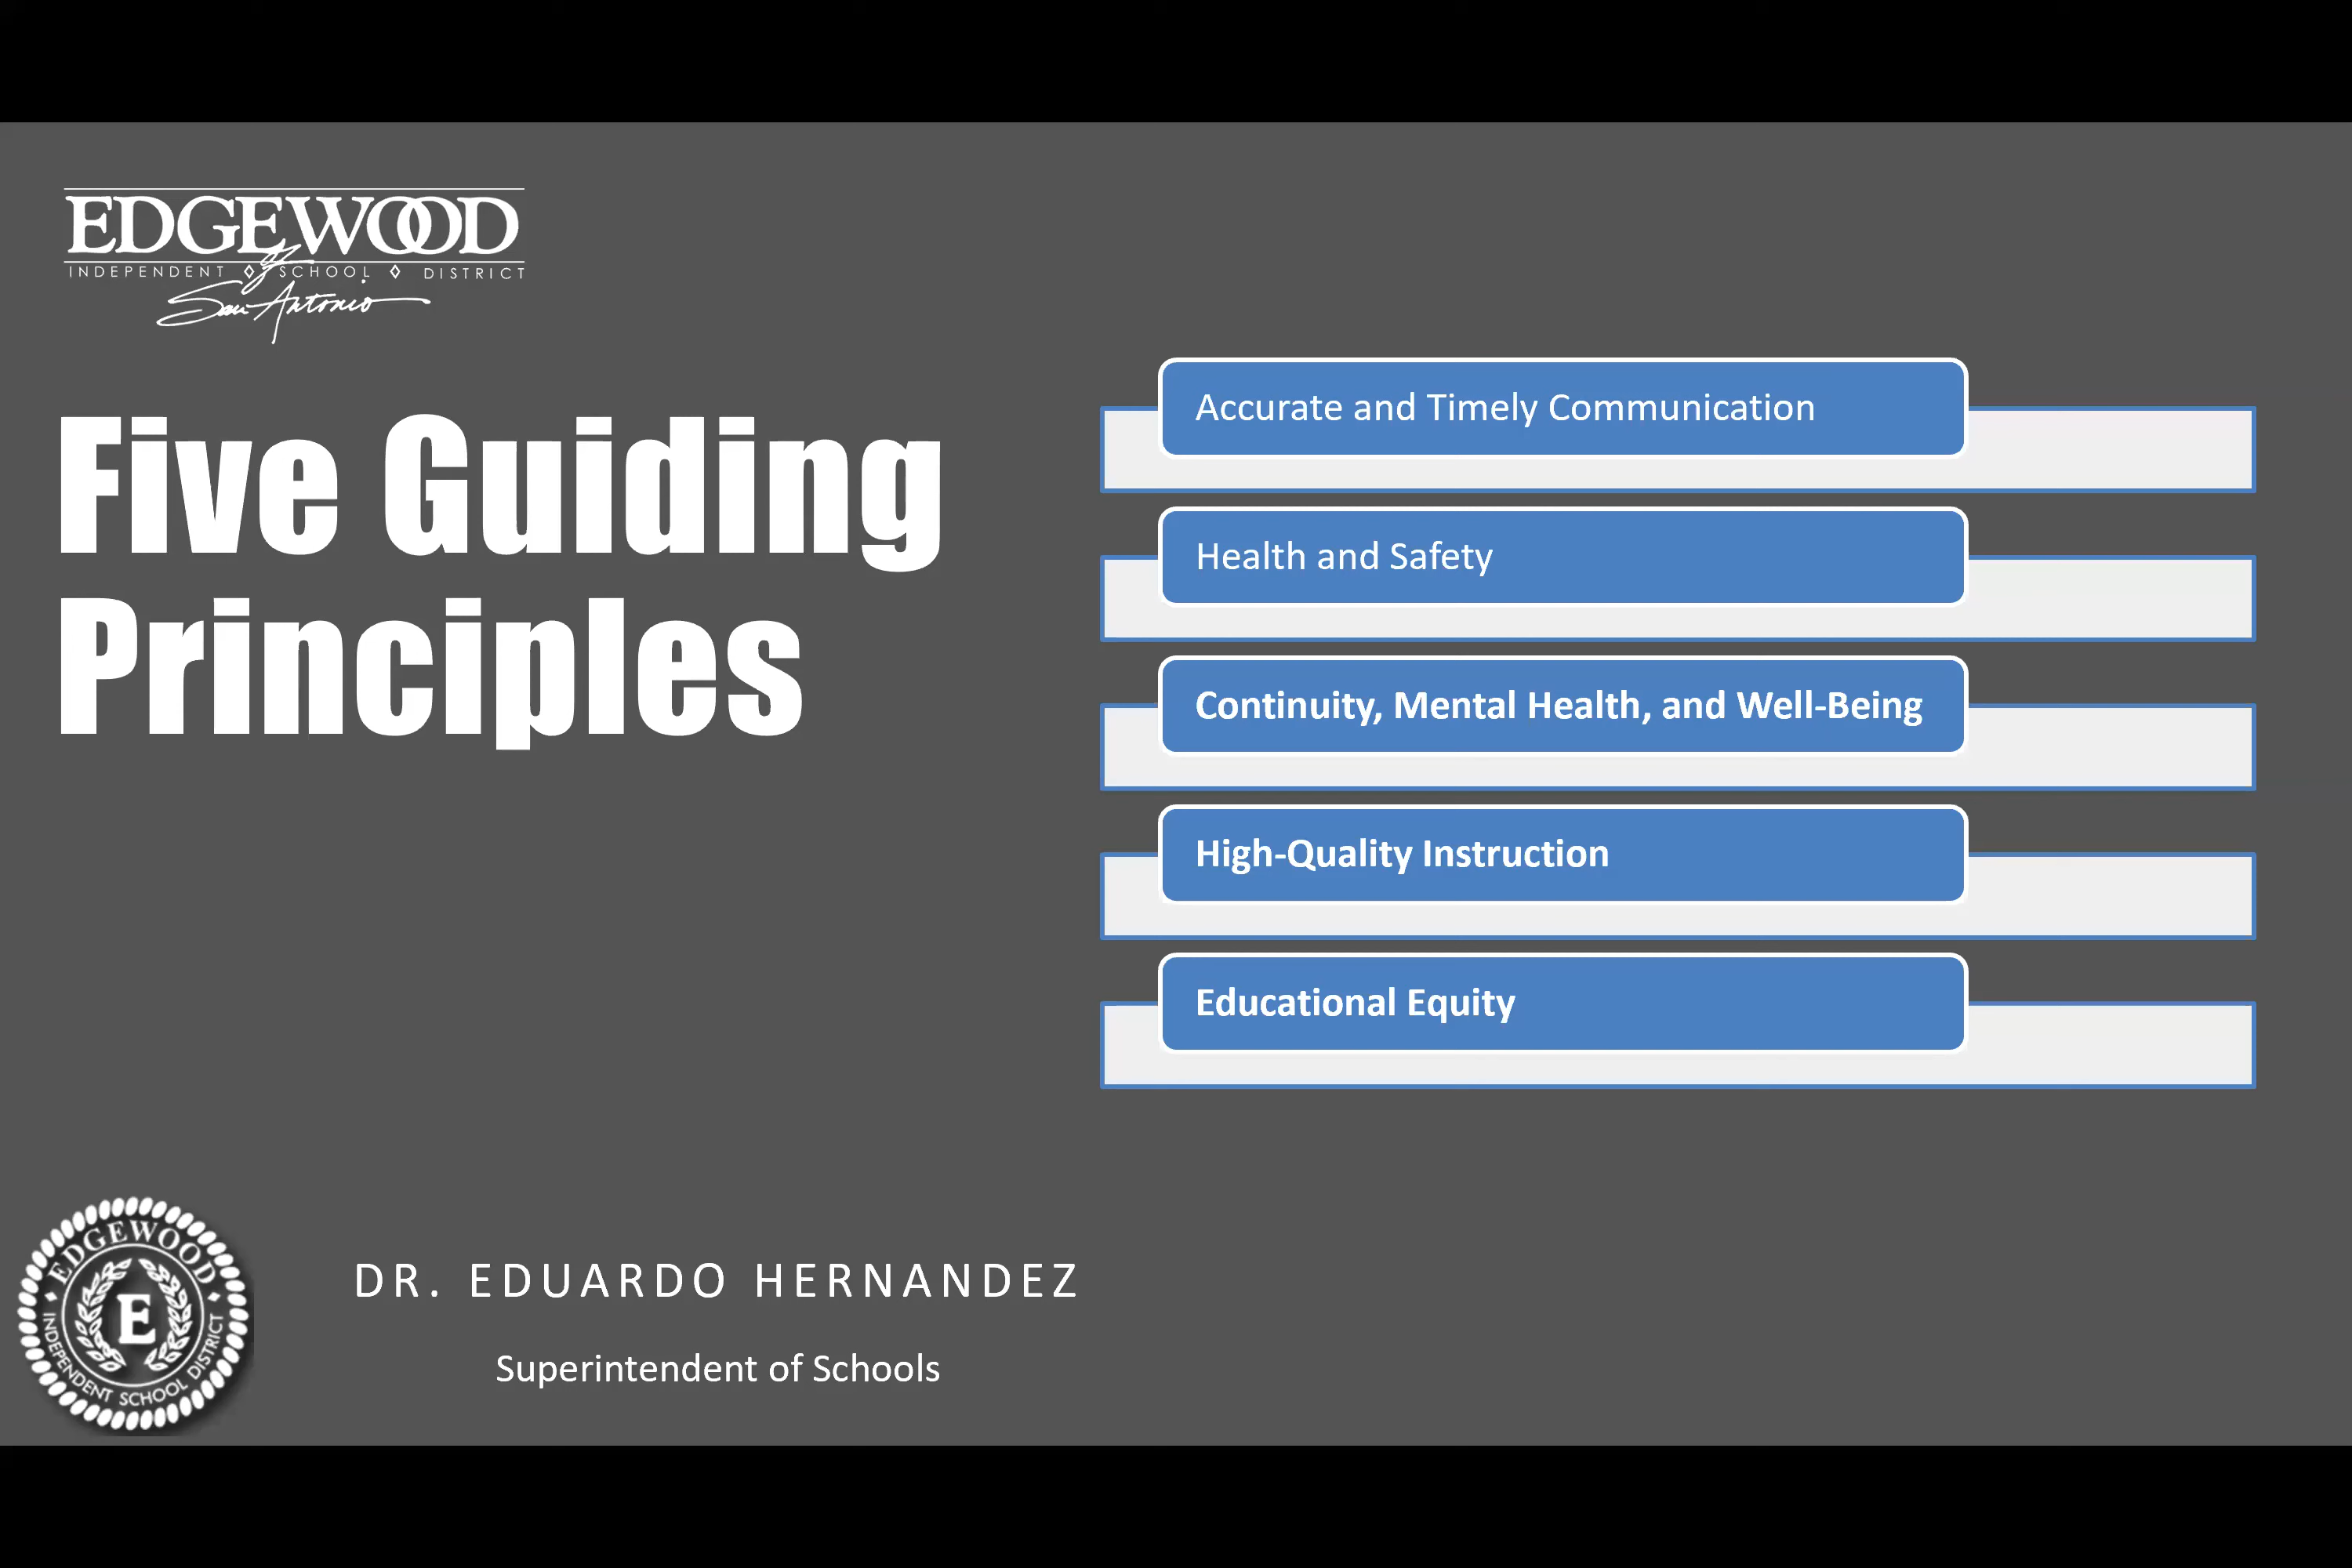 EDGEWOOD
INDEPENDENT SCHOOL DISTRICT
of
San Antonio
Five Guiding
Principles
Accurate and Timely Communication
Health and Safety
Continuity, Mental Health, and Well-Being
High-Quality Instruction
Educational Equity
EDGEWOOD
E
INDEPENDENT SCHOOL DISTRICT
DR. EDUARDO HERNANDEZ
Superintendent of Schools